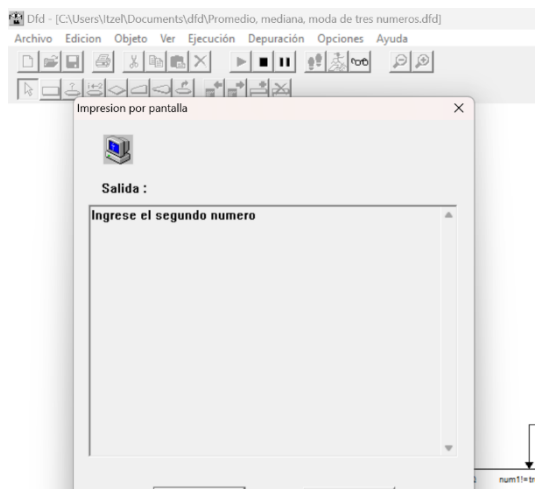 Dfd - [C:\Users\Itzel\Documents\dfd\Promedio, mediana, moda de tres numeros.dfd]
Archivo Edicion Objeto Ver Ejecución Depuración Opciones Ayuda
Impresion por pantalla
Salida :
Ingrese el segundo numero